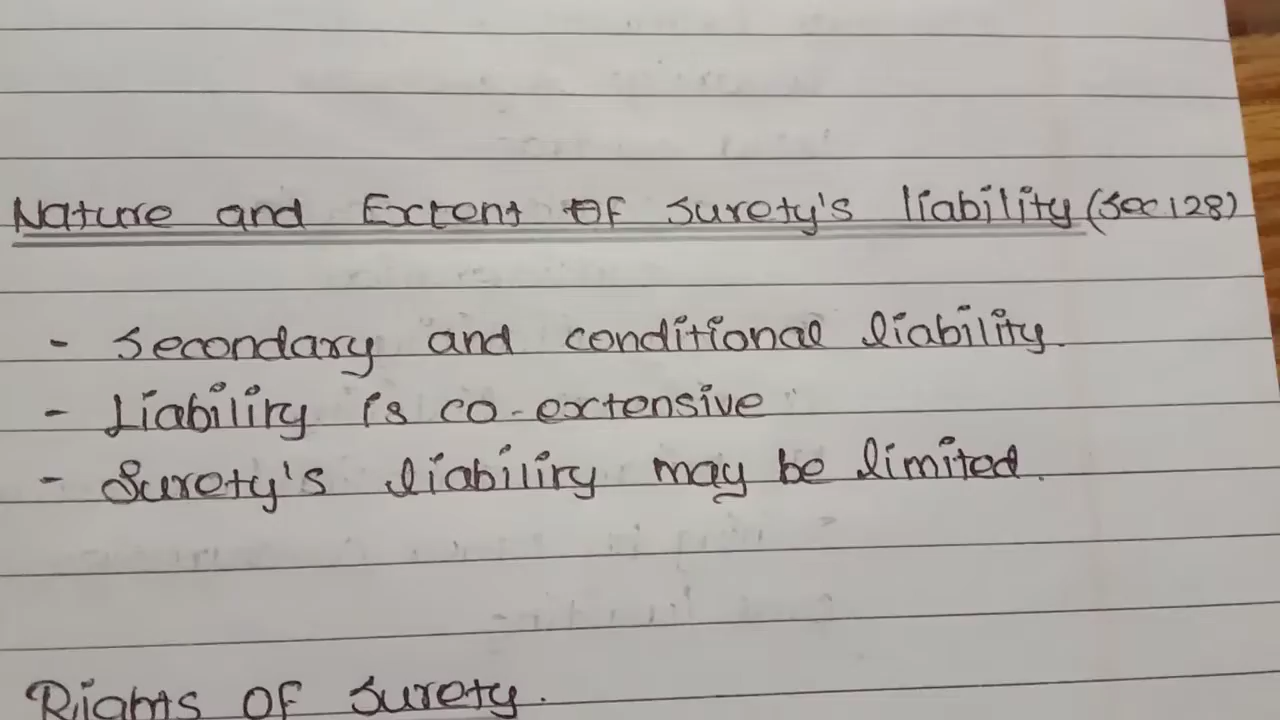 Nature and Extent of Surety's liability (Sec 128)
- Secondary and conditional liability.
- Liability is co-extensive
- Surety's liability may be limited.
Rights of Surety.